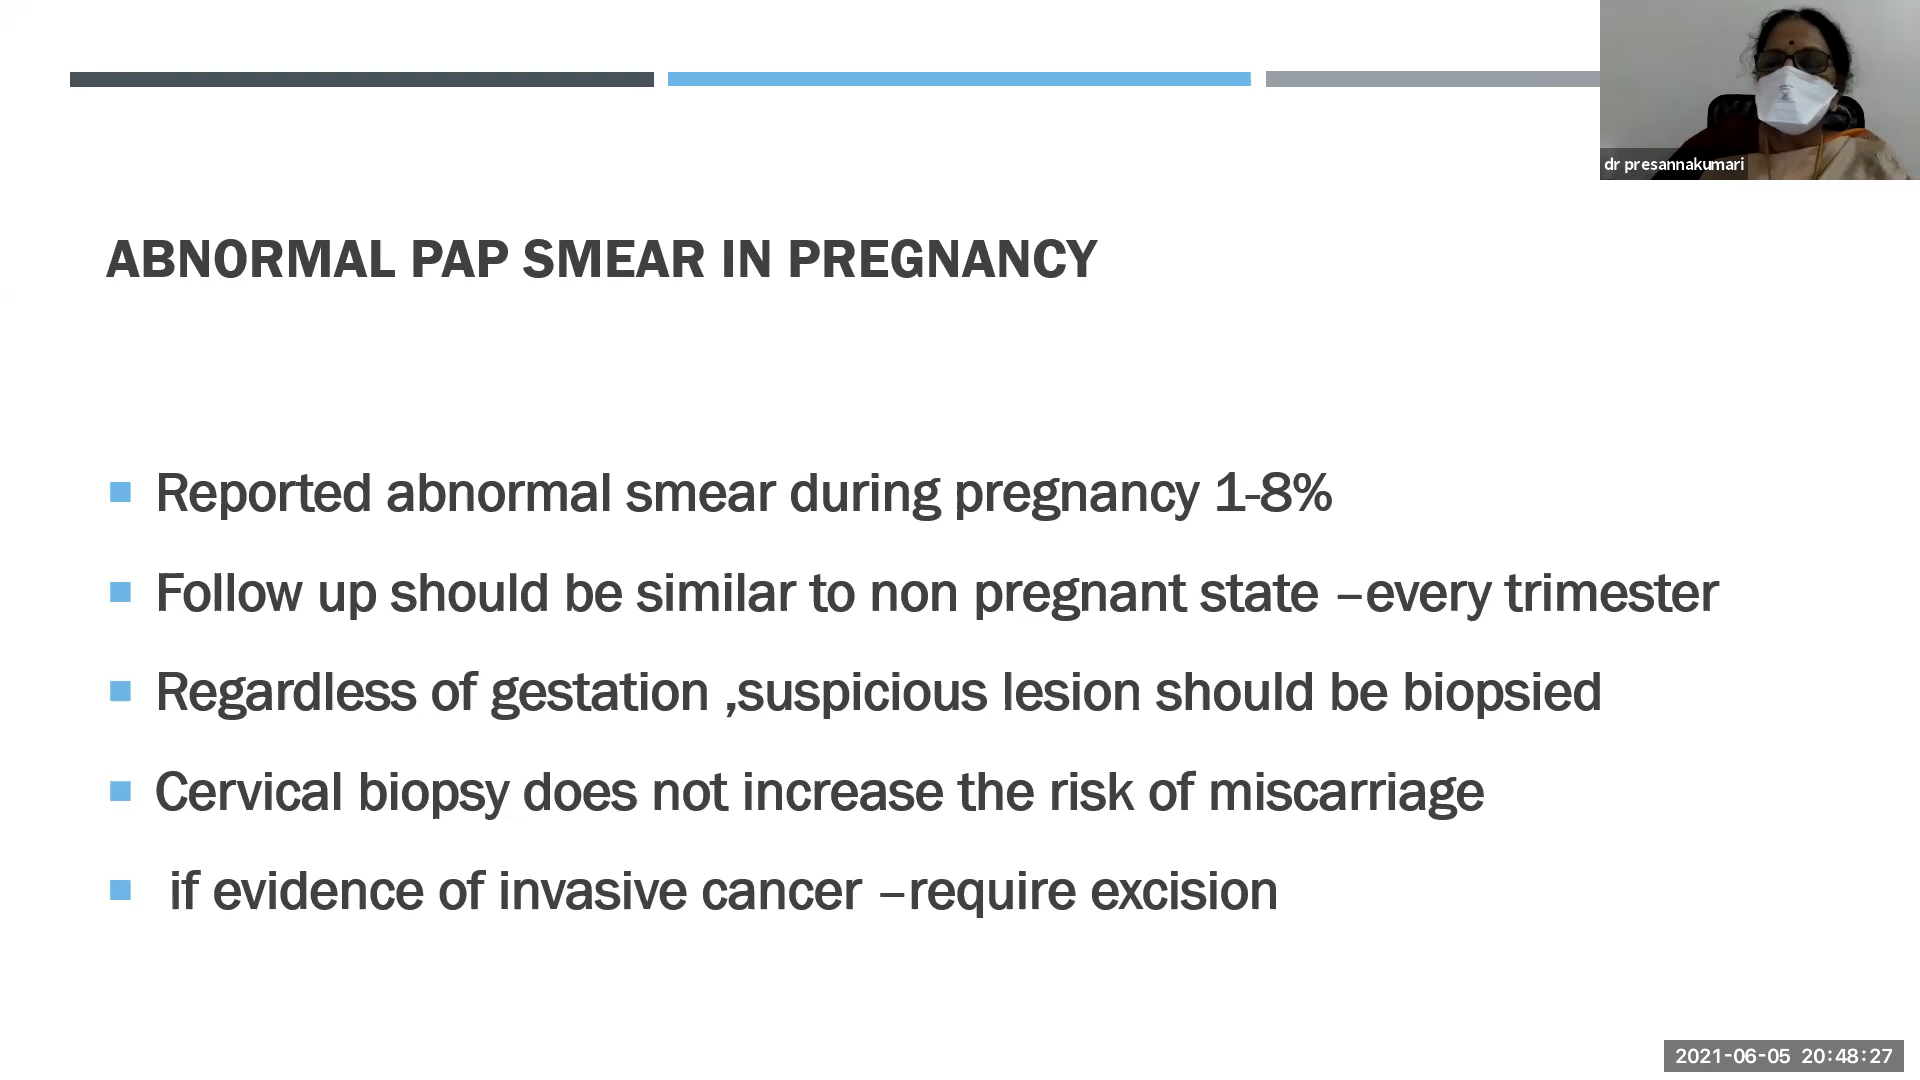 dr presannakumari
ABNORMAL PAP SMEAR IN PREGNANCY
Reported abnormal smear during pregnancy 1-8%
Follow up should be similar to non pregnant state –every trimester
Regardless of gestation ,suspicious lesion should be biopsied
Cervical biopsy does not increase the risk of miscarriage
if evidence of invasive cancer –require excision
2021-06-05 20:48:27